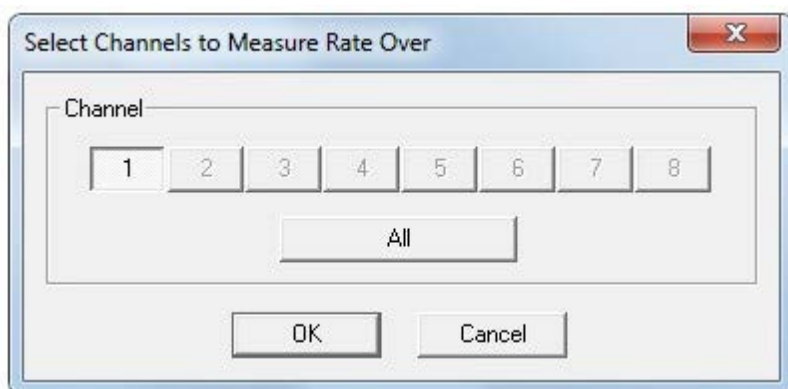 Select Channels to Measure Rate Over
Channel
1 2 3 4 5 6 7 8
All
OK Cancel